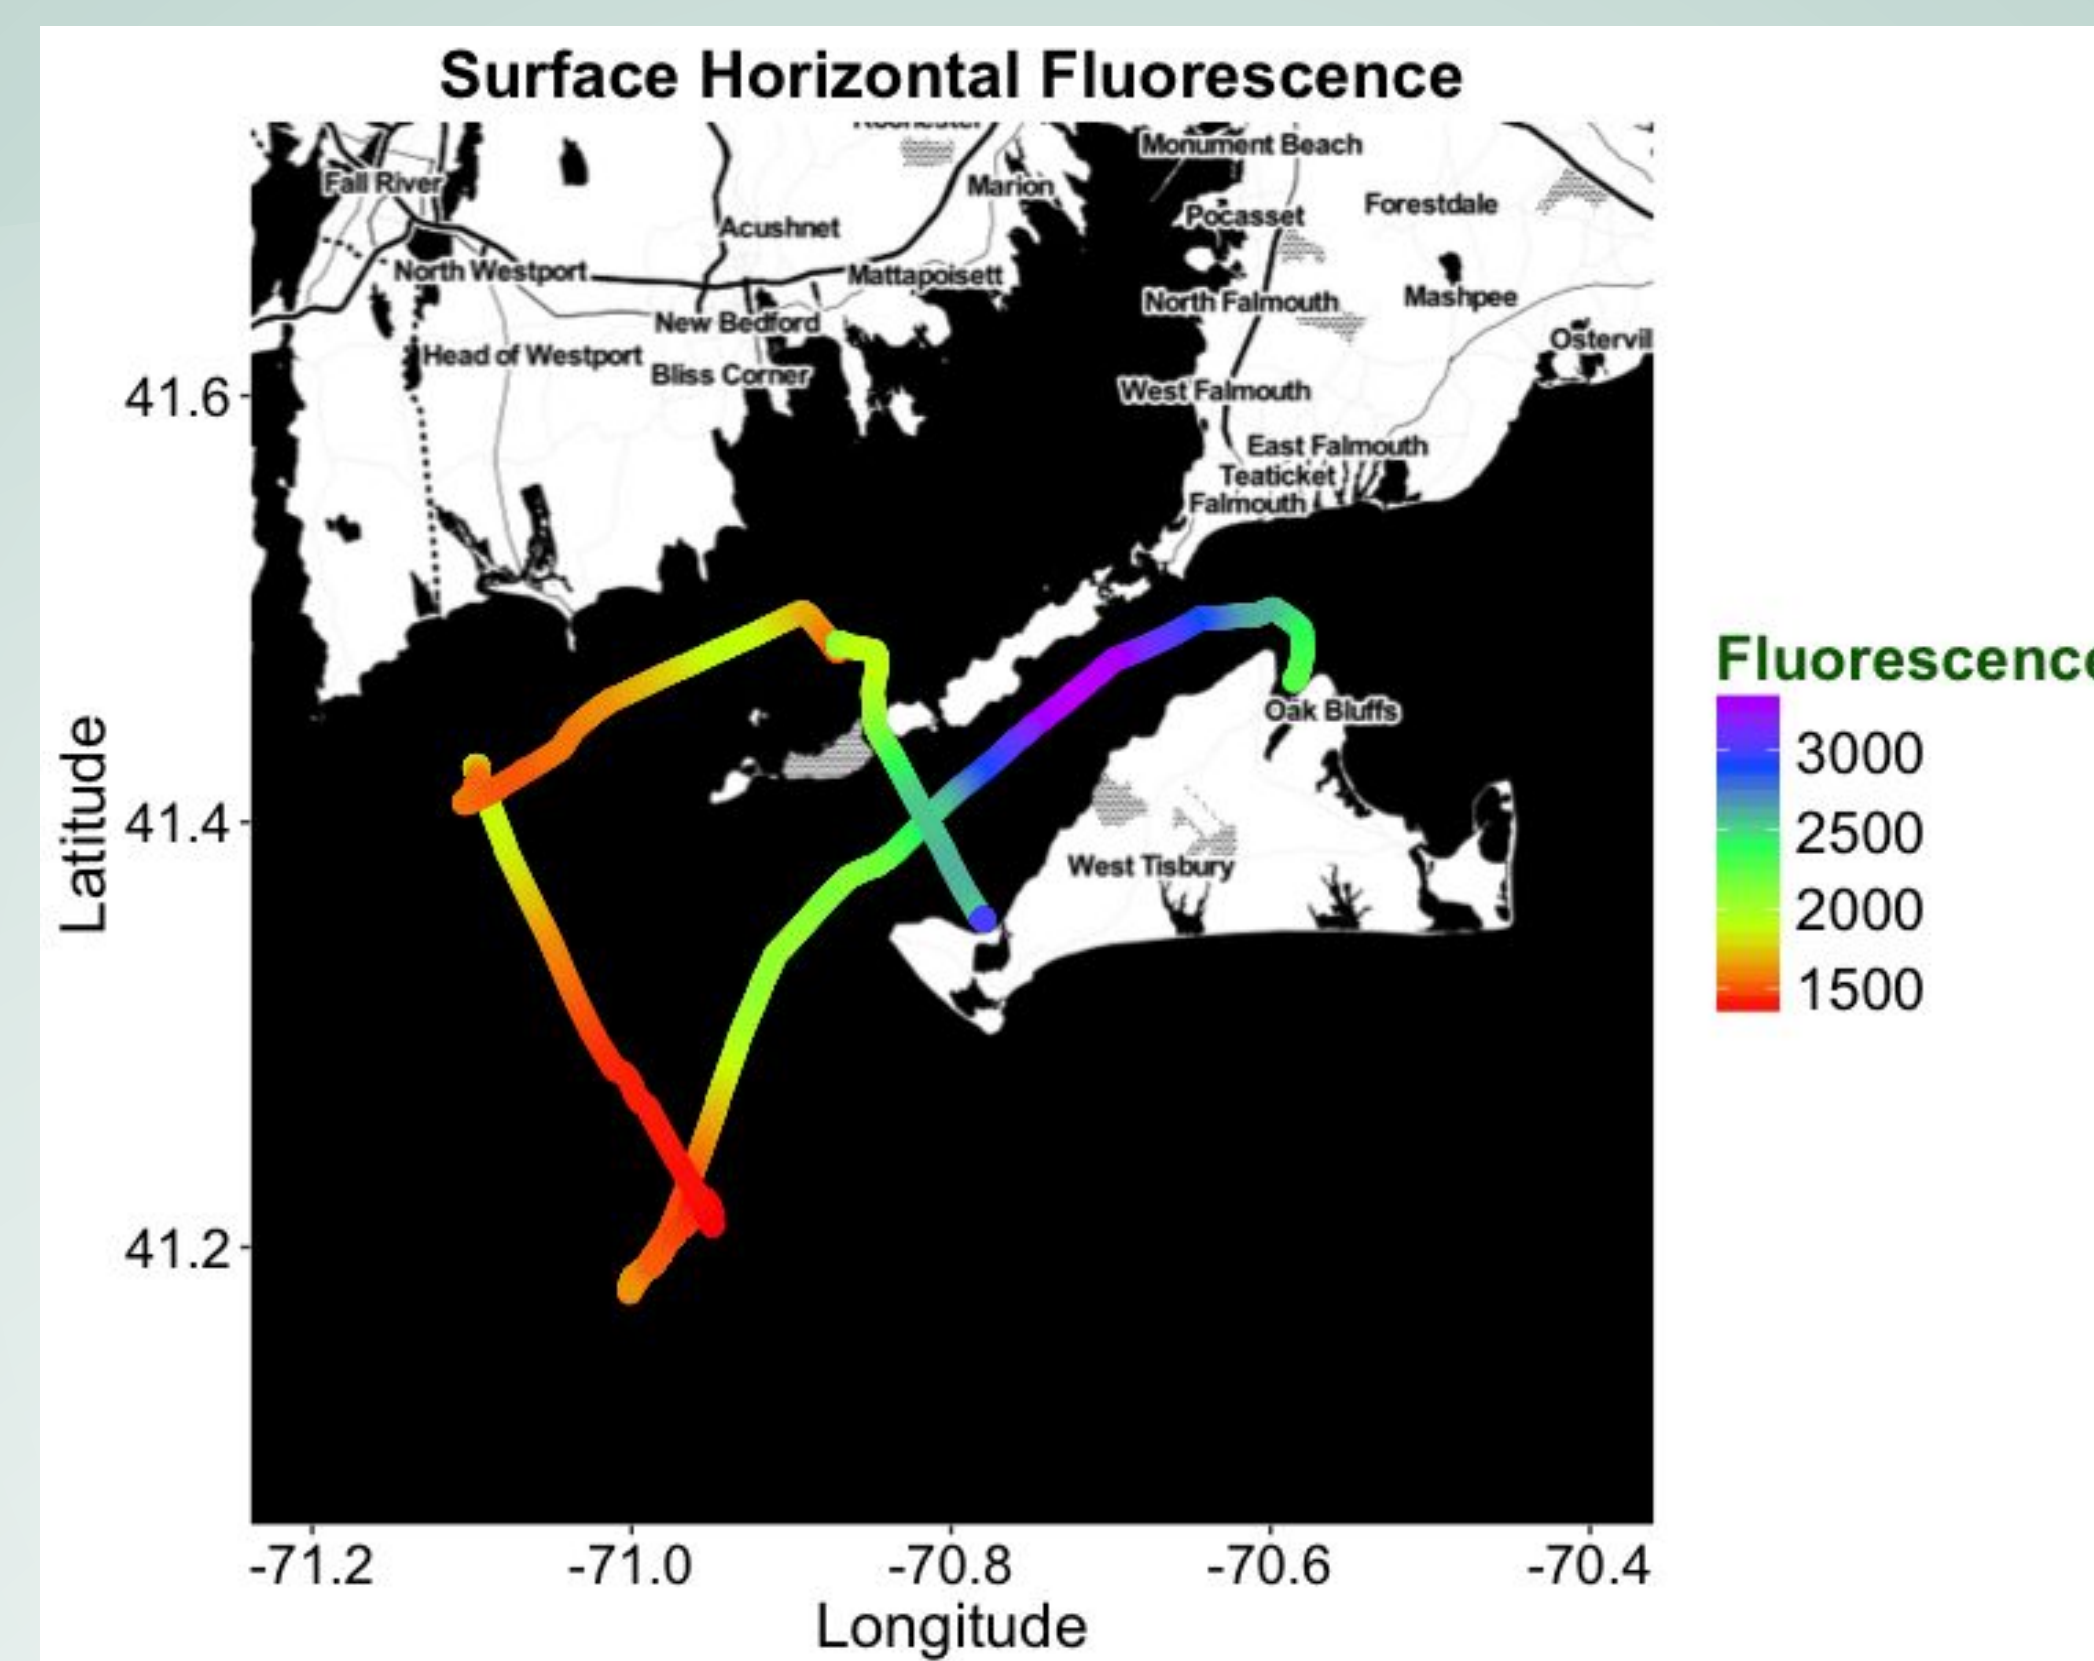 Surface Horizontal Fluorescence
Rochester
Monument Beach
Fall River
Marion
Forestdale
Pocasset
Acushnet
North Westport
Mattapoisett
Mashpee
North Falmouth
New Bedford
Ostervil
Head of Westport
Bliss Corner
West Falmouth
41.6
East Falmouth
Teaticket
Falmouth
Fluorescence
Oak Bluffs
3000
Latitude
41.4
2500
West Tisbury
2000
1500
41.2
-71.2 -71.0 -70.8 -70.6 -70.4
Longitude